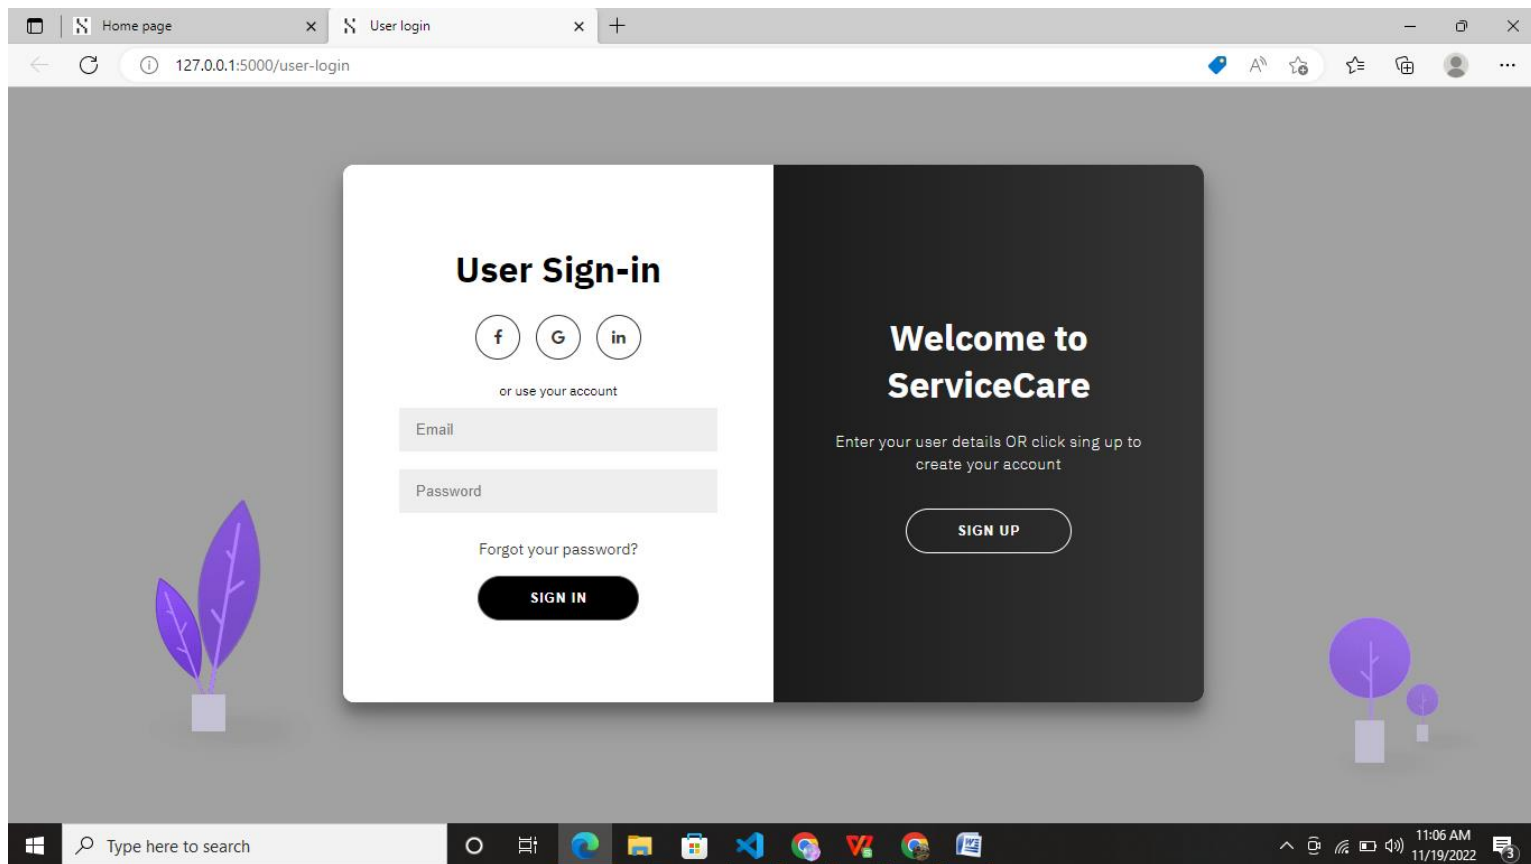 Home page
User login
127.0.0.1:5000/user-login
User Sign-in
f G in
or use your account
Email
Password
Forgot your password?
SIGN IN
Welcome to
ServiceCare
Enter your user details OR click sing up to
create your account
SIGN UP
Type here to search
11:06 AM
11/19/2022
3